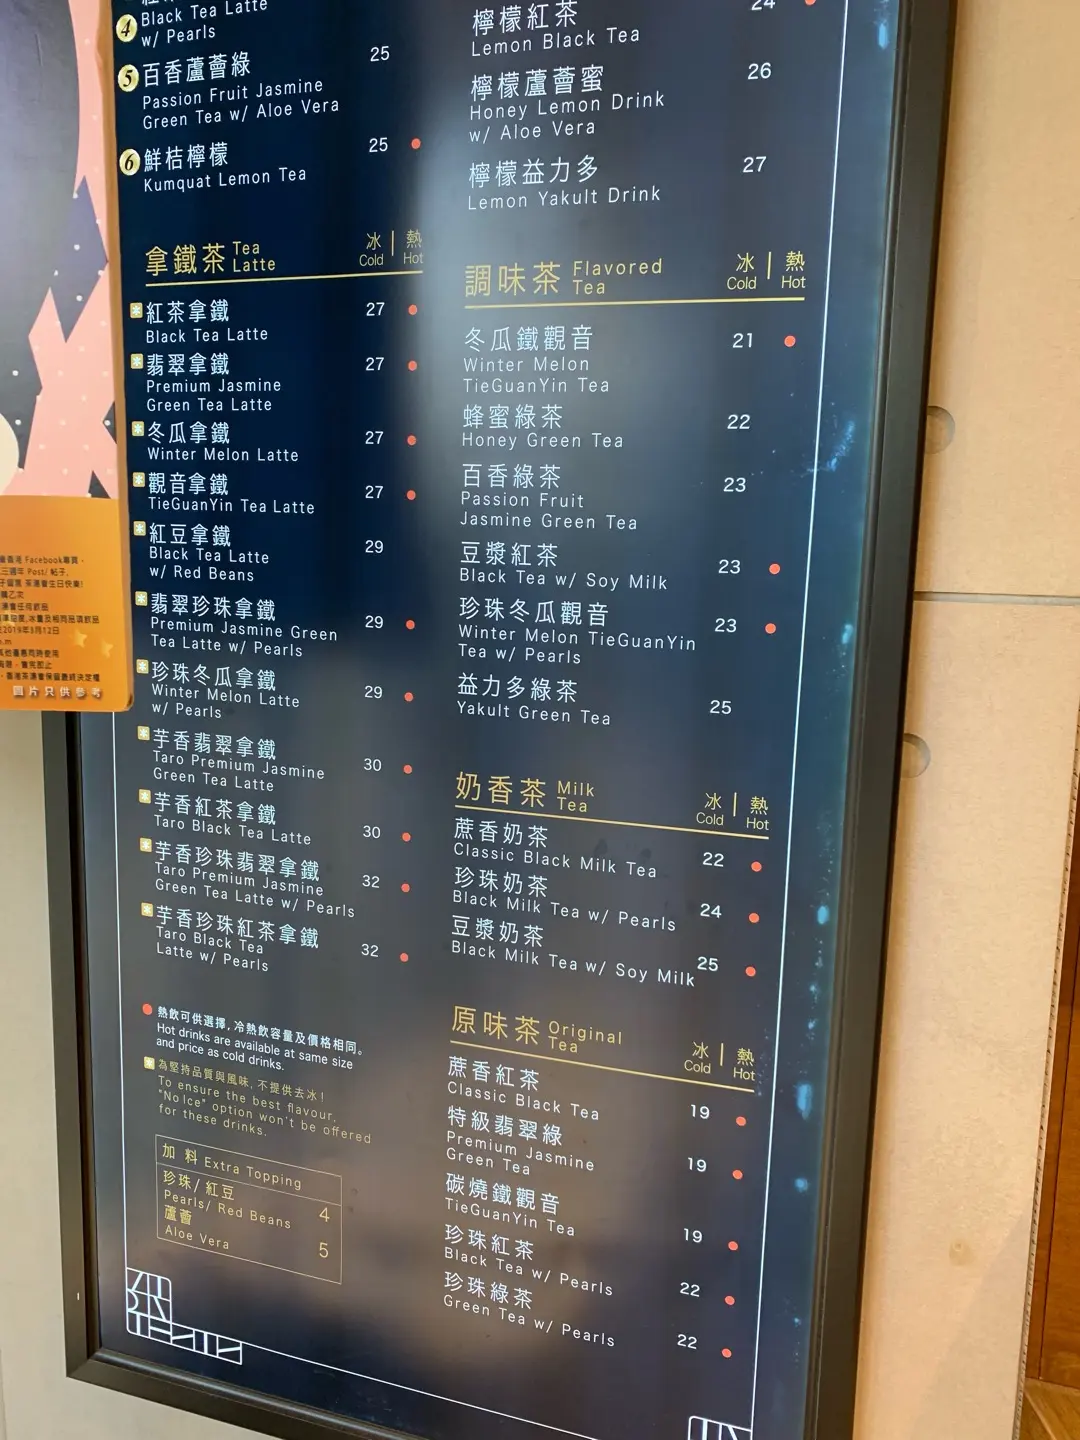 4
Black Tea Latte
w/ Pearls
5 百香蘆薈綠 25
Passion Fruit Jasmine
Green Tea w/ Aloe Vera
6 鮮桔檸檬 25
Kumquat Lemon Tea
拿鐵茶 Tea Latte 冰 Cold | 熱 Hot
紅茶拿鐵 27
Black Tea Latte
翡翠拿鐵 27
Premium Jasmine
Green Tea Latte
冬瓜拿鐵 27
Winter Melon Latte
觀音拿鐵 27
TieGuanYin Tea Latte
紅豆拿鐵 29
Black Tea Latte
w/ Red Beans
翡翠珍珠拿鐵 29
Premium Jasmine Green
Tea Latte w/ Pearls
珍珠冬瓜拿鐵 29
Winter Melon Latte
w/ Pearls
芋香翡翠拿鐵 30
Taro Premium Jasmine
Green Tea Latte
芋香紅茶拿鐵 30
Taro Black Tea Latte
芋香珍珠翡翠拿鐵 32
Taro Premium Jasmine
Green Tea Latte w/ Pearls
芋香珍珠紅茶拿鐵 32
Taro Black Tea
Latte w/ Pearls
熱飲可供選擇，冷熱飲容量及價格相同。
Hot drinks are available at same size
and price as cold drinks.
為堅持品質與風味，不提供去冰！
To ensure the best flavour,
"No Ice" option won't be offered
for these drinks.
加料 Extra Topping
珍珠/紅豆 4
Pearls/ Red Beans
蘆薈 5
Aloe Vera
24
檸檬紅茶
Lemon Black Tea
檸檬蘆薈蜜 26
Honey Lemon Drink
w/ Aloe Vera
檸檬益力多 27
Lemon Yakult Drink
調味茶 Flavored Tea 冰 Cold | 熱 Hot
冬瓜鐵觀音 21
Winter Melon
TieGuanYin Tea
蜂蜜綠茶 22
Honey Green Tea
百香綠茶 23
Passion Fruit
Jasmine Green Tea
豆漿紅茶 23
Black Tea w/ Soy Milk
珍珠冬瓜觀音 23
Winter Melon TieGuanYin
Tea w/ Pearls
益力多綠茶 25
Yakult Green Tea
奶香茶 Milk Tea 冰 Cold | 熱 Hot
蔗香奶茶 22
Classic Black Milk Tea
珍珠奶茶 24
Black Milk Tea w/ Pearls
豆漿奶茶 25
Black Milk Tea w/ Soy Milk
原味茶 Original Tea 冰 Cold | 熱 Hot
蔗香紅茶 19
Classic Black Tea
特級翡翠綠 19
Premium Jasmine
Green Tea
碳燒鐵觀音 19
TieGuanYin Tea
珍珠紅茶 22
Black Tea w/ Pearls
珍珠綠茶 22
Green Tea w/ Pearls
圖片只供參考